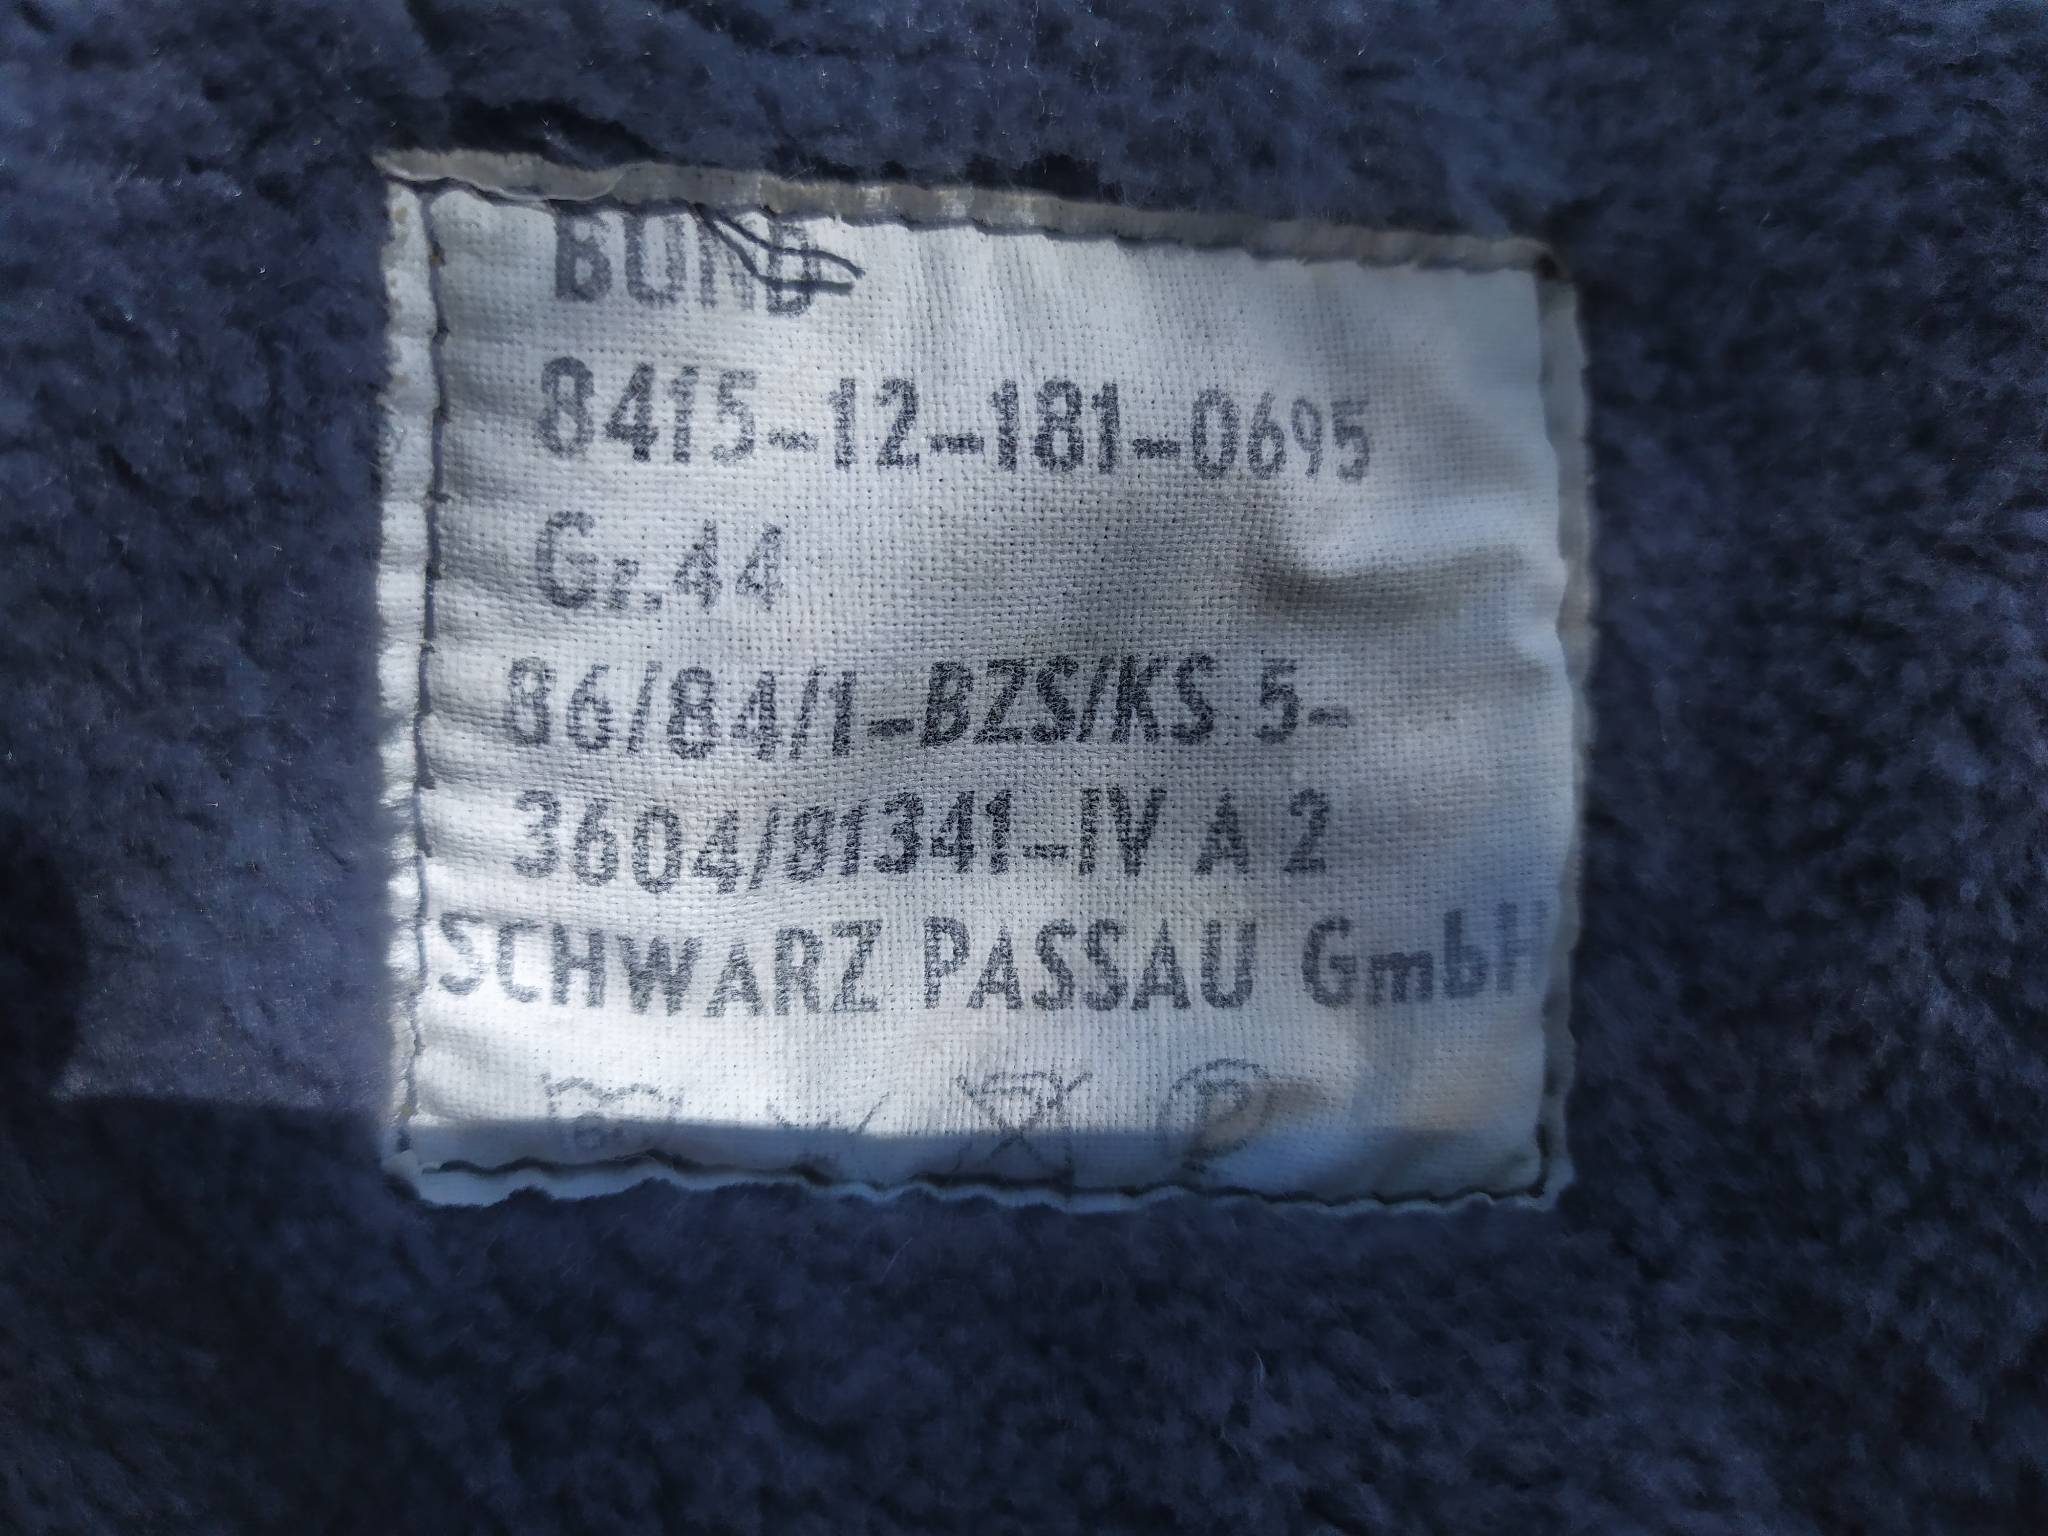 BUND
8415-12-181-0695
Gr.44
86/84/1-BZS/KS 5-
3604/81341-IV A 2
SCHWARZ PASSAU GmbH
P